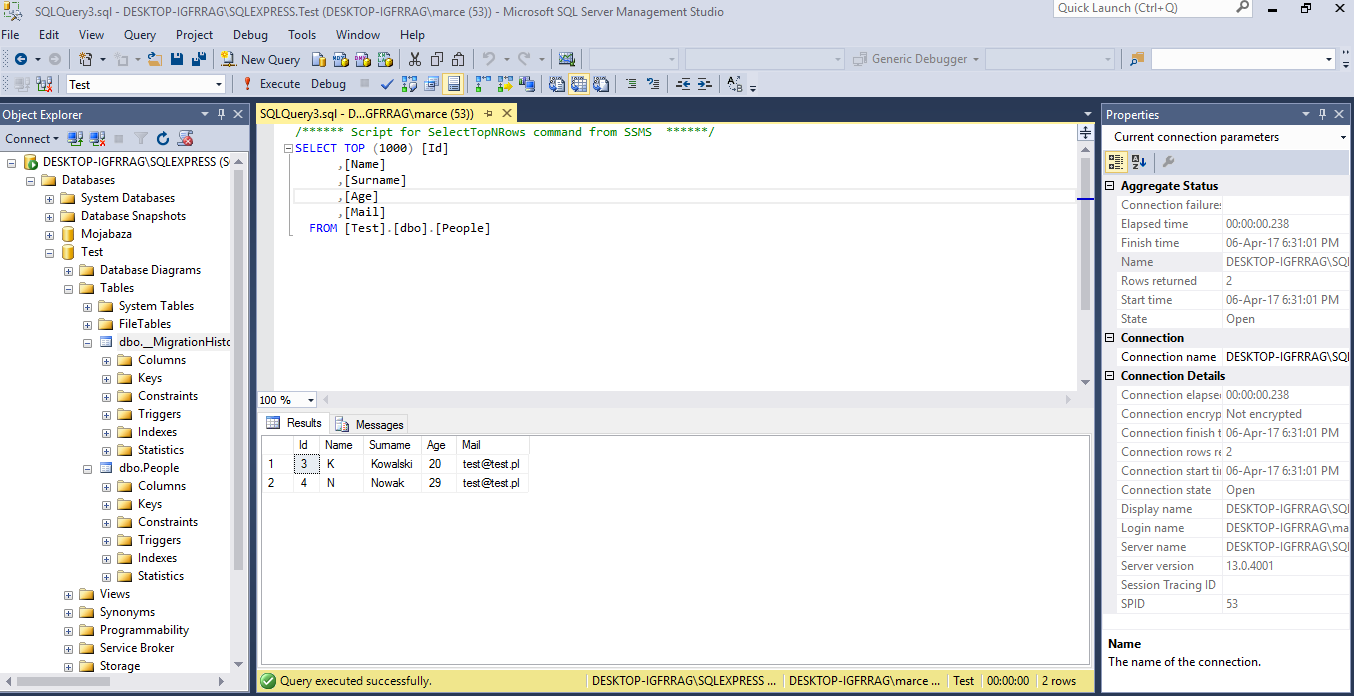 SQLQuery3.sql - DESKTOP-IGFRRAG\SQLEXPRESS.Test (DESKTOP-IGFRRAG\marce (53)) - Microsoft SQL Server Management Studio
Quick Launch (Ctrl+Q)
File Edit View Query Project Debug Tools Window Help
New Query
Generic Debugger
Test
Execute Debug
Object Explorer
Connect
DESKTOP-IGFRRAG\SQLEXPRESS (S
Databases
System Databases
Database Snapshots
Mojabaza
Test
Database Diagrams
Tables
System Tables
FileTables
dbo.__MigrationHisto
Columns
Keys
Constraints
Triggers
Indexes
Statistics
dbo.People
Columns
Keys
Constraints
Triggers
Indexes
Statistics
Views
Synonyms
Programmability
Service Broker
Storage
SQLQuery3.sql - D...GFRRAG\marce (53))
/****** Script for SelectTopNRows command from SSMS ******/
SELECT TOP (1000) [Id]
,[Name]
,[Surname]
,[Age]
,[Mail]
FROM [Test].[dbo].[People]
100 %
Results Messages
Id Name Surname Age Mail
1 3 K Kowalski 20 test@test.pl
2 4 N Nowak 29 test@test.pl
Query executed successfully.
DESKTOP-IGFRRAG\SQLEXPRESS ... DESKTOP-IGFRRAG\marce ... Test 00:00:00 2 rows
Properties
Current connection parameters
Aggregate Status
Connection failures
Elapsed time 00:00:00.238
Finish time 06-Apr-17 6:31:01 PM
Name DESKTOP-IGFRRAG\SQL
Rows returned 2
Start time 06-Apr-17 6:31:01 PM
State Open
Connection
Connection name DESKTOP-IGFRRAG\SQL
Connection Details
Connection elapse 00:00:00.238
Connection encryp Not encrypted
Connection finish t 06-Apr-17 6:31:01 PM
Connection rows re 2
Connection start ti 06-Apr-17 6:31:01 PM
Connection state Open
Display name DESKTOP-IGFRRAG\SQL
Login name DESKTOP-IGFRRAG\ma
Server name DESKTOP-IGFRRAG\SQL
Server version 13.0.4001
Session Tracing ID
SPID 53
Name
The name of the connection.